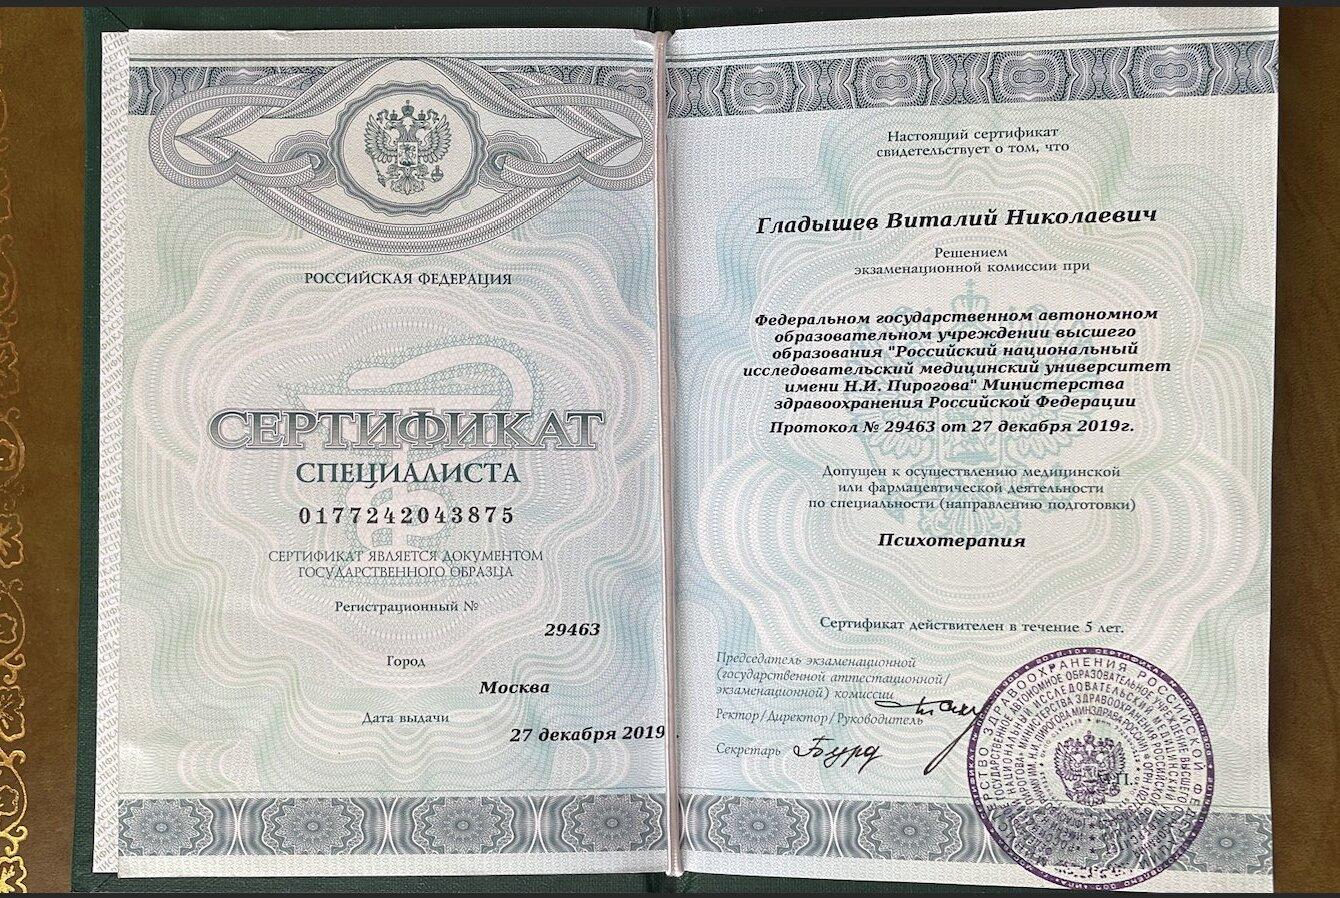 РОССИЙСКАЯ ФЕДЕРАЦИЯ
СЕРТИФИКАТ
СПЕЦИАЛИСТА
0177242043875
СЕРТИФИКАТ ЯВЛЯЕТСЯ ДОКУМЕНТОМ
ГОСУДАРСТВЕННОГО ОБРАЗЦА
Регистрационный №
29463
Город
Москва
Дата выдачи
27 декабря 2019
Настоящий сертификат
свидетельствует о том, что
Гладышев Виталий Николаевич
Решением
экзаменационной комиссии при
Федеральном государственном автономном
образовательном учреждении высшего
образования "Российский национальный
исследовательский медицинский университет
имени Н.И. Пирогова" Министерства
здравоохранения Российской Федерации
Протокол № 29463 от 27 декабря 2019г.
Допущен к осуществлению медицинской
или фармацевтической деятельности
по специальности (направлению подготовки)
Психотерапия
Сертификат действителен в течение 5 лет.
Председатель экзаменационной
(государственной аттестационной/
экзаменационной) комиссии
Ректор/Директор/Руководитель
Секретарь
М.П.